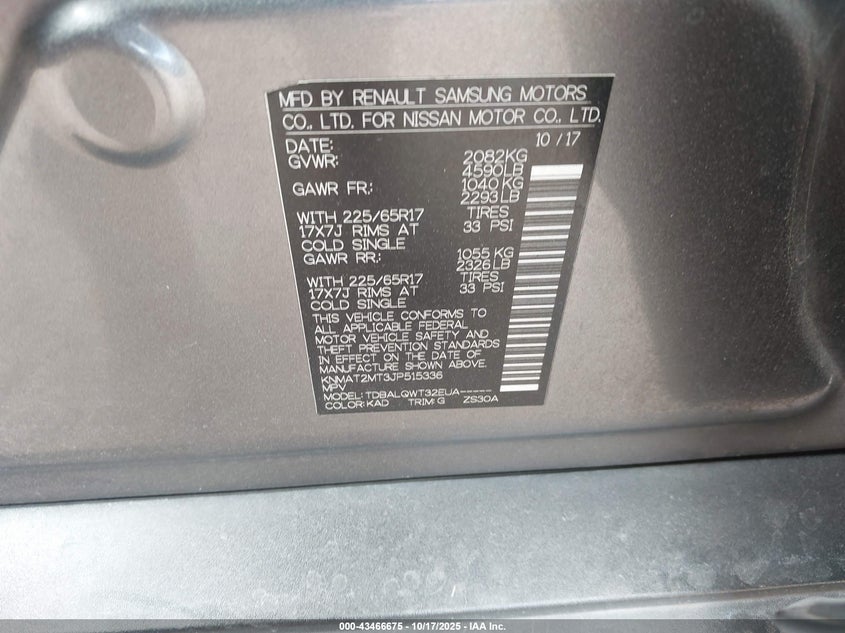 MFD BY RENAULT SAMSUNG MOTORS
CO., LTD. FOR NISSAN MOTOR CO., LTD.
DATE: 10 / 17
GVWR: 2082KG
4590LB
GAWR FR.: 1040 KG
2293 LB
WITH 225/65R17 TIRES
17X7J RIMS AT 33 PSI
COLD SINGLE
GAWR RR.: 1055 KG
2326 LB
WITH 225/65R17 TIRES
17X7J RIMS AT 33 PSI
COLD SINGLE
THIS VEHICLE CONFORMS TO
ALL APPLICABLE FEDERAL
MOTOR VEHICLE SAFETY AND
THEFT PREVENTION STANDARDS
IN EFFECT ON THE DATE OF
MANUFACTURE SHOWN ABOVE.
KNMAT2MT3JP515336
MPV
MODEL: TDBALQWT32EUA-----
COLOR: KAD TRIM: G ZS30A
000-43466675 - 10/17/2025 - IAA Inc.